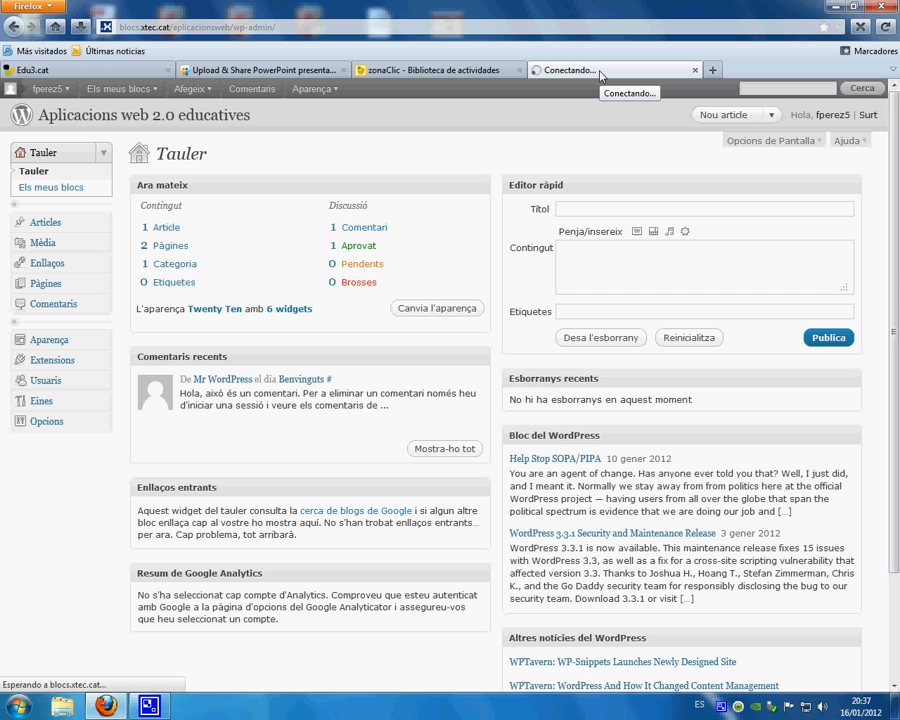 Firefox
blocs.xtec.cat/aplicacionsweb/wp-admin/
Más visitados
Últimas noticias
Marcadores
Edu3.cat
Upload & Share PowerPoint presenta...
zonaClic - Biblioteca de actividades
Conectando...
Conectando...
fperez5
Els meus blocs
Afegeix
Comentaris
Aparença
Cerca
Aplicacions web 2.0 educatives
Nou article
Hola, fperez5 | Surt
Opcions de Pantalla
Ajuda
Tauler
Tauler
Els meus blocs
Articles
Mèdia
Enllaços
Pàgines
Comentaris
Aparença
Extensions
Usuaris
Eines
Opcions
Tauler
Ara mateix
Contingut
Discussió
1 Article
1 Comentari
2 Pàgines
1 Aprovat
1 Categoria
0 Pendents
0 Etiquetes
0 Brosses
L'aparença Twenty Ten amb 6 widgets
Canvia l'aparença
Comentaris recents
De Mr WordPress el dia Benvinguts #
Hola, això és un comentari. Per a eliminar un comentari només heu
d'iniciar una sessió i veure els comentaris de ...
Mostra-ho tot
Enllaços entrants
Aquest widget del tauler consulta la cerca de blogs de Google i si algun altre
bloc enllaça cap al vostre ho mostra aquí. No s'han trobat enllaços entrants...
per ara. Cap problema, tot arribarà.
Resum de Google Analytics
No s'ha seleccionat cap compte d'Analytics. Comproveu que esteu autenticat
amb Google a la pàgina d'opcions del Google Analyticator i assegureu-vos
que heu seleccionat un compte.
Editor ràpid
Títol
Penja/insereix
Contingut
Etiquetes
Desa l'esborrany
Reinicialitza
Publica
Esborranys recents
No hi ha esborranys en aquest moment
Bloc del WordPress
Help Stop SOPA/PIPA 10 gener 2012
You are an agent of change. Has anyone ever told you that? Well, I just did,
and I meant it. Normally we stay away from from politics here at the official
WordPress project — having users from all over the globe that span the
political spectrum is evidence that we are doing our job and [...]
WordPress 3.3.1 Security and Maintenance Release 3 gener 2012
WordPress 3.3.1 is now available. This maintenance release fixes 15 issues
with WordPress 3.3, as well as a fix for a cross-site scripting vulnerability that
affected version 3.3. Thanks to Joshua H., Hoang T., Stefan Zimmerman, Chris
K., and the Go Daddy security team for responsibly disclosing the bug to our
security team. Download 3.3.1 or visit [...]
Altres notícies del WordPress
WPTavern: WP-Snippets Launches Newly Designed Site
WPTavern: WordPress And How It Changed Content Management
Esperando a blocs.xtec.cat...
ES
20:37
16/01/2012